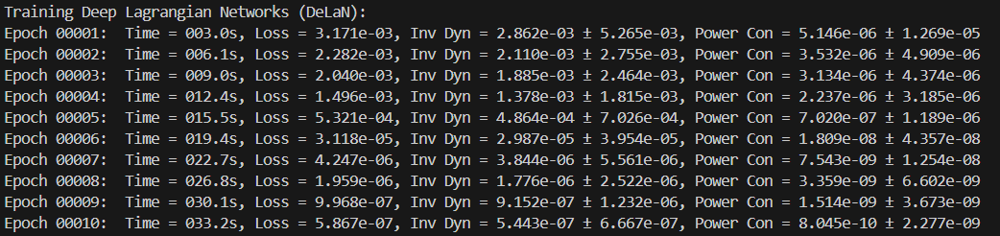 Training Deep Lagrangian Networks (DeLaN):
Epoch 00001:  Time = 003.0s, Loss = 3.171e-03, Inv Dyn = 2.862e-03 ± 5.265e-03, Power Con = 5.146e-06 ± 1.269e-05
Epoch 00002:  Time = 006.1s, Loss = 2.282e-03, Inv Dyn = 2.110e-03 ± 2.755e-03, Power Con = 3.532e-06 ± 4.909e-06
Epoch 00003:  Time = 009.0s, Loss = 2.040e-03, Inv Dyn = 1.885e-03 ± 2.464e-03, Power Con = 3.134e-06 ± 4.374e-06
Epoch 00004:  Time = 012.4s, Loss = 1.496e-03, Inv Dyn = 1.378e-03 ± 1.815e-03, Power Con = 2.237e-06 ± 3.185e-06
Epoch 00005:  Time = 015.5s, Loss = 5.321e-04, Inv Dyn = 4.864e-04 ± 7.026e-04, Power Con = 7.020e-07 ± 1.189e-06
Epoch 00006:  Time = 019.4s, Loss = 3.118e-05, Inv Dyn = 2.987e-05 ± 3.954e-05, Power Con = 1.809e-08 ± 4.357e-08
Epoch 00007:  Time = 022.7s, Loss = 4.247e-06, Inv Dyn = 3.844e-06 ± 5.561e-06, Power Con = 7.543e-09 ± 1.254e-08
Epoch 00008:  Time = 026.8s, Loss = 1.959e-06, Inv Dyn = 1.776e-06 ± 2.522e-06, Power Con = 3.359e-09 ± 6.602e-09
Epoch 00009:  Time = 030.1s, Loss = 9.968e-07, Inv Dyn = 9.152e-07 ± 1.232e-06, Power Con = 1.514e-09 ± 3.673e-09
Epoch 00010:  Time = 033.2s, Loss = 5.867e-07, Inv Dyn = 5.443e-07 ± 6.667e-07, Power Con = 8.045e-10 ± 2.277e-09